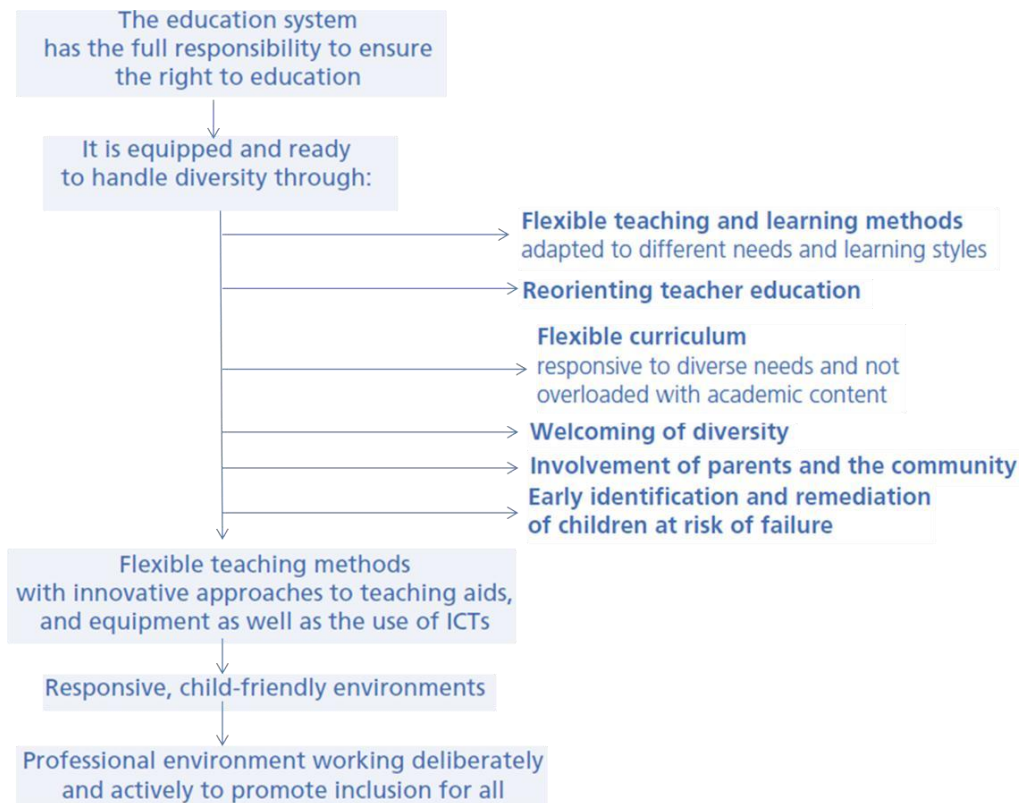 The education system
has the full responsibility to ensure
the right to education
It is equipped and ready
to handle diversity through:
Flexible teaching and learning methods
adapted to different needs and learning styles
Reorienting teacher education
Flexible curriculum
responsive to diverse needs and not
overloaded with academic content
Welcoming of diversity
Involvement of parents and the community
Early identification and remediation
of children at risk of failure
Flexible teaching methods
with innovative approaches to teaching aids,
and equipment as well as the use of ICTs
Responsive, child-friendly environments
Professional environment working deliberately
and actively to promote inclusion for all